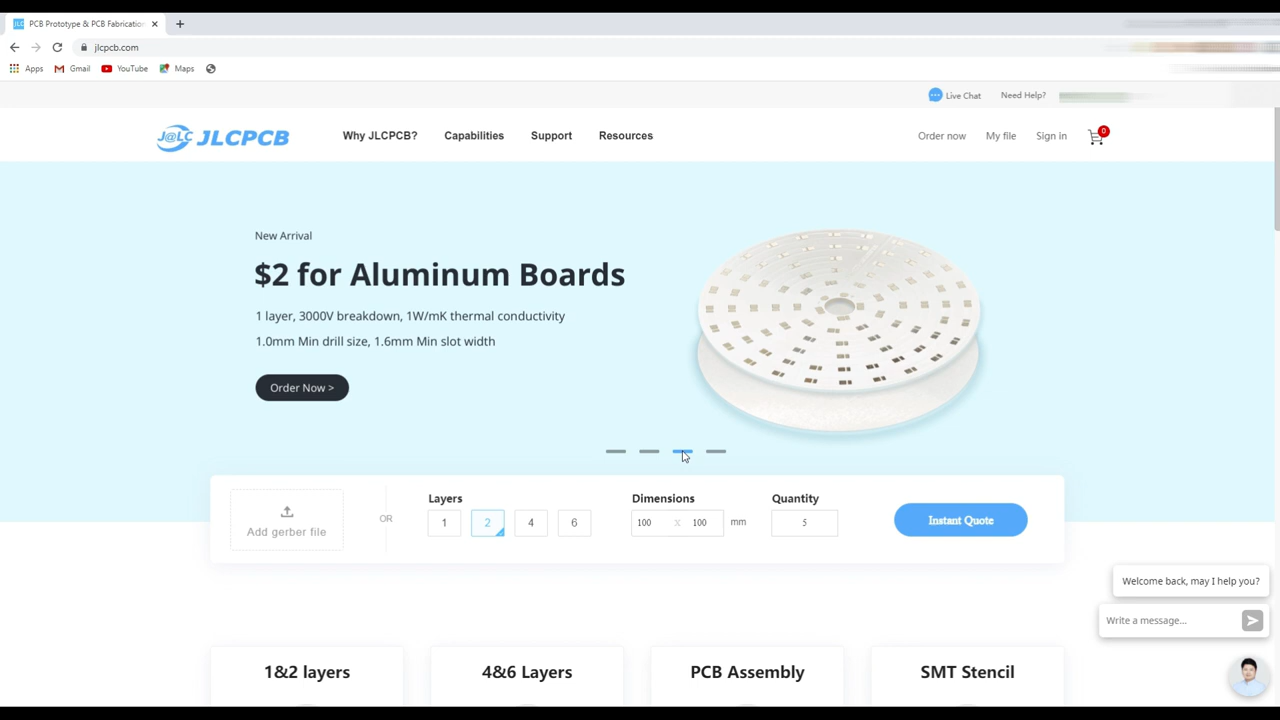 JLC PCB Prototype & PCB Fabrication
jlcpcb.com
Apps Gmail YouTube Maps
Live Chat Need Help?
J@LC JLCPCB Why JLCPCB? Capabilities Support Resources Order now My file Sign in 0
New Arrival
$2 for Aluminum Boards
1 layer, 3000V breakdown, 1W/mK thermal conductivity
1.0mm Min drill size, 1.6mm Min slot width
Order Now >
Add gerber file
OR
Layers
1 2 4 6
Dimensions
100 x 100 mm
Quantity
5
Instant Quote
Welcome back, may I help you?
Write a message...
1&2 layers 4&6 Layers PCB Assembly SMT Stencil